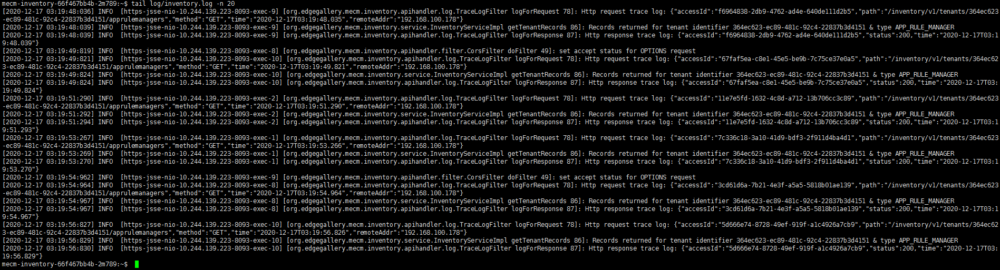 mecm-inventory-66f467bb4b-2m789:~$ tail log/inventory.log -n 20
[2020-12-17 03:19:48:036] INFO  [https-jsse-nio-10.244.139.223-8093-exec-9] [org.edgegallery.mecm.inventory.apihandler.log.TraceLogFilter logForRequest 78]: Http request trace log: {"accessId":"f6964838-2db9-4762-ad4e-640de111d2b5","path":"/inventory/v1/tenants/364ec623
-ec89-481c-92c4-22837b3d4151/apprulemanagers","method":"GET","time":"2020-12-17T03:19:48.035","remoteAddr":"192.168.100.178"}
[2020-12-17 03:19:48:039] INFO  [https-jsse-nio-10.244.139.223-8093-exec-9] [org.edgegallery.mecm.inventory.service.InventoryServiceImpl getTenantRecords 86]: Records returned for tenant identifier 364ec623-ec89-481c-92c4-22837b3d4151 & type APP_RULE_MANAGER
[2020-12-17 03:19:48:039] INFO  [https-jsse-nio-10.244.139.223-8093-exec-9] [org.edgegallery.mecm.inventory.apihandler.log.TraceLogFilter logForResponse 87]: Http response trace log: {"accessId":"f6964838-2db9-4762-ad4e-640de111d2b5","status":200,"time":"2020-12-17T03:1
9:48.039"}
[2020-12-17 03:19:49:819] INFO  [https-jsse-nio-10.244.139.223-8093-exec-8] [org.edgegallery.mecm.inventory.apihandler.filter.CorsFilter doFilter 49]: set accept status for OPTIONS request
[2020-12-17 03:19:49:821] INFO  [https-jsse-nio-10.244.139.223-8093-exec-10] [org.edgegallery.mecm.inventory.apihandler.log.TraceLogFilter logForRequest 78]: Http request trace log: {"accessId":"67faf5ea-c8e1-45e5-be9b-7c75ce37e0a5","path":"/inventory/v1/tenants/364ec62
3-ec89-481c-92c4-22837b3d4151/apprulemanagers","method":"GET","time":"2020-12-17T03:19:49.821","remoteAddr":"192.168.100.178"}
[2020-12-17 03:19:49:824] INFO  [https-jsse-nio-10.244.139.223-8093-exec-10] [org.edgegallery.mecm.inventory.service.InventoryServiceImpl getTenantRecords 86]: Records returned for tenant identifier 364ec623-ec89-481c-92c4-22837b3d4151 & type APP_RULE_MANAGER
[2020-12-17 03:19:49:824] INFO  [https-jsse-nio-10.244.139.223-8093-exec-10] [org.edgegallery.mecm.inventory.apihandler.log.TraceLogFilter logForResponse 87]: Http response trace log: {"accessId":"67faf5ea-c8e1-45e5-be9b-7c75ce37e0a5","status":200,"time":"2020-12-17T03:
19:49.824"}
[2020-12-17 03:19:51:290] INFO  [https-jsse-nio-10.244.139.223-8093-exec-2] [org.edgegallery.mecm.inventory.apihandler.log.TraceLogFilter logForRequest 78]: Http request trace log: {"accessId":"11e7e5fd-1632-4c8d-a712-13b706cc3c89","path":"/inventory/v1/tenants/364ec623
-ec89-481c-92c4-22837b3d4151/apprulemanagers","method":"GET","time":"2020-12-17T03:19:51.290","remoteAddr":"192.168.100.178"}
[2020-12-17 03:19:51:292] INFO  [https-jsse-nio-10.244.139.223-8093-exec-2] [org.edgegallery.mecm.inventory.service.InventoryServiceImpl getTenantRecords 86]: Records returned for tenant identifier 364ec623-ec89-481c-92c4-22837b3d4151 & type APP_RULE_MANAGER
[2020-12-17 03:19:51:294] INFO  [https-jsse-nio-10.244.139.223-8093-exec-2] [org.edgegallery.mecm.inventory.apihandler.log.TraceLogFilter logForResponse 87]: Http response trace log: {"accessId":"11e7e5fd-1632-4c8d-a712-13b706cc3c89","status":200,"time":"2020-12-17T03:1
9:51.293"}
[2020-12-17 03:19:53:267] INFO  [https-jsse-nio-10.244.139.223-8093-exec-1] [org.edgegallery.mecm.inventory.apihandler.log.TraceLogFilter logForRequest 78]: Http request trace log: {"accessId":"7c336c18-3a10-41d9-bdf3-2f911d4ba4d1","path":"/inventory/v1/tenants/364ec623
-ec89-481c-92c4-22837b3d4151/apprulemanagers","method":"GET","time":"2020-12-17T03:19:53.266","remoteAddr":"192.168.100.178"}
[2020-12-17 03:19:53:269] INFO  [https-jsse-nio-10.244.139.223-8093-exec-1] [org.edgegallery.mecm.inventory.service.InventoryServiceImpl getTenantRecords 86]: Records returned for tenant identifier 364ec623-ec89-481c-92c4-22837b3d4151 & type APP_RULE_MANAGER
[2020-12-17 03:19:53:270] INFO  [https-jsse-nio-10.244.139.223-8093-exec-1] [org.edgegallery.mecm.inventory.apihandler.log.TraceLogFilter logForResponse 87]: Http response trace log: {"accessId":"7c336c18-3a10-41d9-bdf3-2f911d4ba4d1","status":200,"time":"2020-12-17T03:1
9:53.270"}
[2020-12-17 03:19:54:962] INFO  [https-jsse-nio-10.244.139.223-8093-exec-9] [org.edgegallery.mecm.inventory.apihandler.filter.CorsFilter doFilter 49]: set accept status for OPTIONS request
[2020-12-17 03:19:54:964] INFO  [https-jsse-nio-10.244.139.223-8093-exec-8] [org.edgegallery.mecm.inventory.apihandler.log.TraceLogFilter logForRequest 78]: Http request trace log: {"accessId":"3cd61d6a-7b21-4e3f-a5a5-5818b01ae139","path":"/inventory/v1/tenants/364ec623
-ec89-481c-92c4-22837b3d4151/apprulemanagers","method":"GET","time":"2020-12-17T03:19:54.964","remoteAddr":"192.168.100.178"}
[2020-12-17 03:19:54:967] INFO  [https-jsse-nio-10.244.139.223-8093-exec-8] [org.edgegallery.mecm.inventory.service.InventoryServiceImpl getTenantRecords 86]: Records returned for tenant identifier 364ec623-ec89-481c-92c4-22837b3d4151 & type APP_RULE_MANAGER
[2020-12-17 03:19:54:967] INFO  [https-jsse-nio-10.244.139.223-8093-exec-8] [org.edgegallery.mecm.inventory.apihandler.log.TraceLogFilter logForResponse 87]: Http response trace log: {"accessId":"3cd61d6a-7b21-4e3f-a5a5-5818b01ae139","status":200,"time":"2020-12-17T03:1
9:54.967"}
[2020-12-17 03:19:56:827] INFO  [https-jsse-nio-10.244.139.223-8093-exec-10] [org.edgegallery.mecm.inventory.apihandler.log.TraceLogFilter logForRequest 78]: Http request trace log: {"accessId":"5d666e74-8728-49ef-919f-a1c4926a7cb9","path":"/inventory/v1/tenants/364ec62
3-ec89-481c-92c4-22837b3d4151/apprulemanagers","method":"GET","time":"2020-12-17T03:19:56.826","remoteAddr":"192.168.100.178"}
[2020-12-17 03:19:56:829] INFO  [https-jsse-nio-10.244.139.223-8093-exec-10] [org.edgegallery.mecm.inventory.service.InventoryServiceImpl getTenantRecords 86]: Records returned for tenant identifier 364ec623-ec89-481c-92c4-22837b3d4151 & type APP_RULE_MANAGER
[2020-12-17 03:19:56:830] INFO  [https-jsse-nio-10.244.139.223-8093-exec-10] [org.edgegallery.mecm.inventory.apihandler.log.TraceLogFilter logForResponse 87]: Http response trace log: {"accessId":"5d666e74-8728-49ef-919f-a1c4926a7cb9","status":200,"time":"2020-12-17T03:
19:56.829"}
mecm-inventory-66f467bb4b-2m789:~$